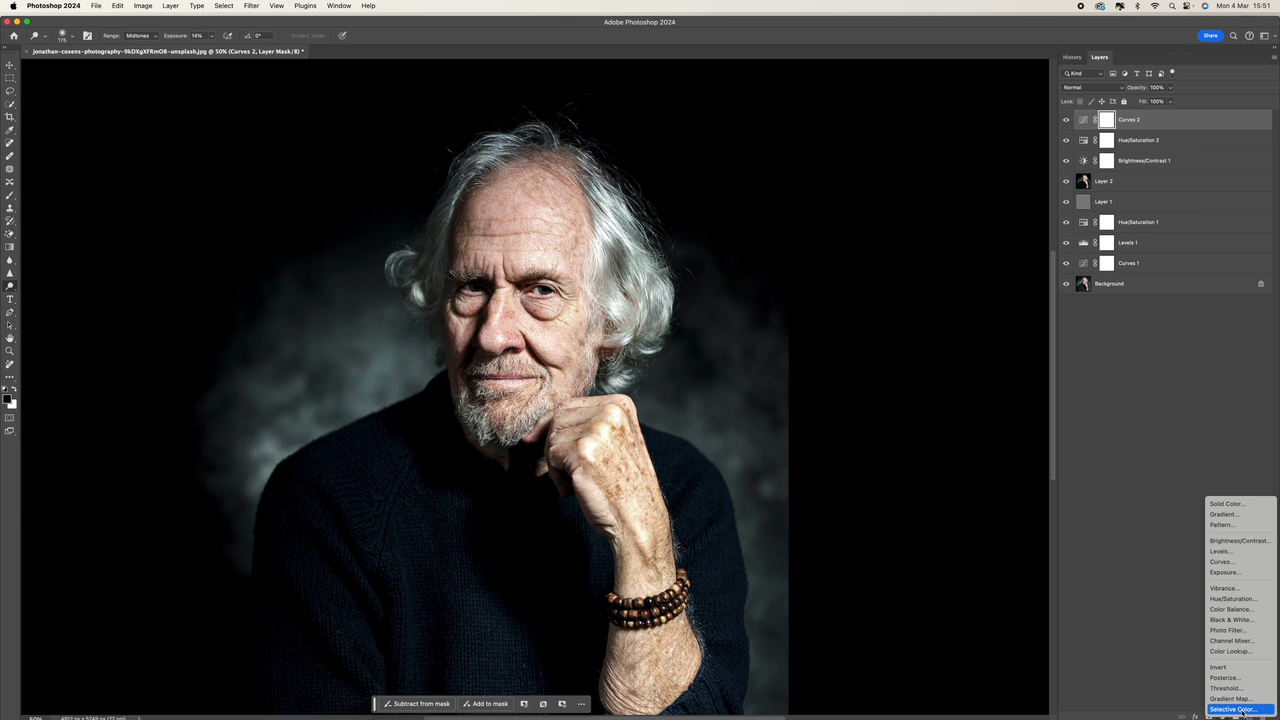 Photoshop 2024 File Edit Image Layer Type Select Filter View Plugins Window Help Mon 4 Mar 15:51
Adobe Photoshop 2024
175 Range: Midtones Exposure: 14% 0° Protect Tones Share
jonathan-cosens-photography-9kDXgXFRmO8-unsplash.jpg @ 50% (Curves 2, Layer Mask/8) *
History Layers
Kind
Normal Opacity: 100%
Lock: Fill: 100%
Curves 2
Hue/Saturation 2
Brightness/Contrast 1
Layer 2
Layer 1
Hue/Saturation 1
Levels 1
Curves 1
Background
Solid Color...
Gradient...
Pattern...
Brightness/Contrast...
Levels...
Curves...
Exposure...
Vibrance...
Hue/Saturation...
Color Balance...
Black & White...
Photo Filter...
Channel Mixer...
Color Lookup...
Invert
Posterize...
Threshold...
Gradient Map...
Selective Color...
Subtract from mask Add to mask